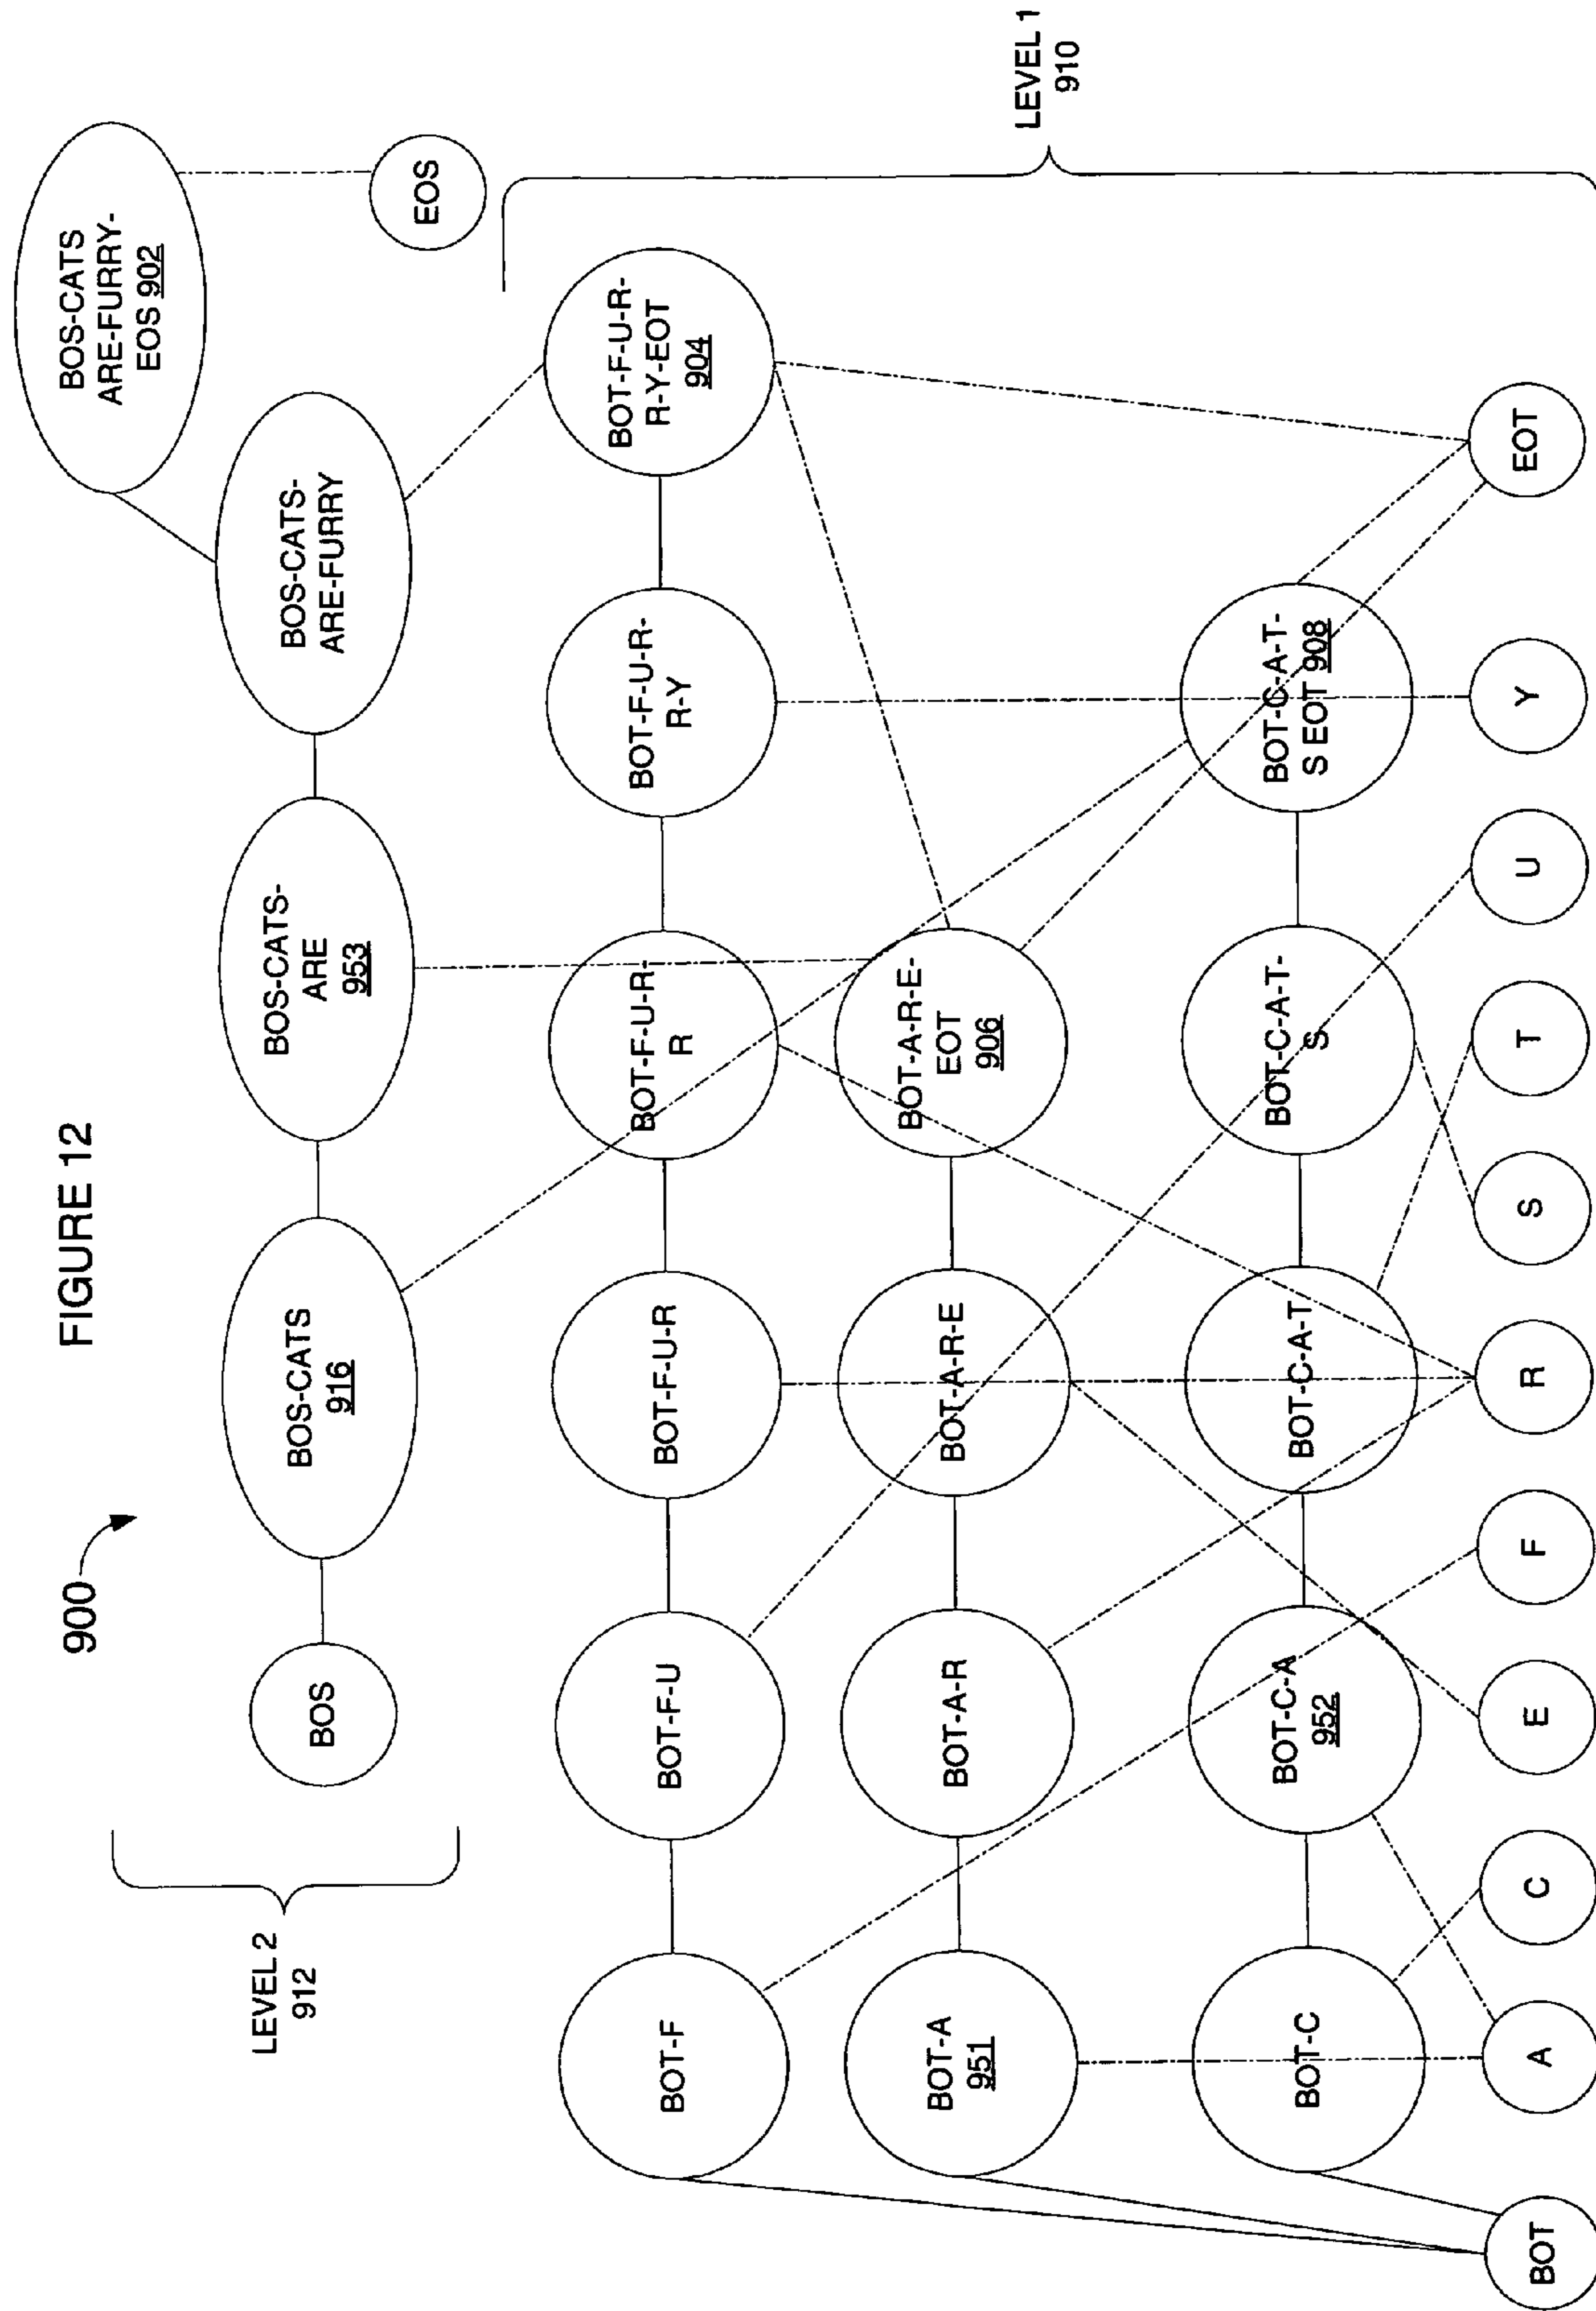 FIGURE 12
900
LEVEL 2
912
BOS
BOS-CATS
916
BOS-CATS-
ARE
953
BOS-CATS-
ARE-FURRY
BOS-CATS
ARE-FURRY-
EOS 902
EOS
LEVEL 1
910
BOT-F
BOT-F-U
BOT-F-U-R
BOT-F-U-R-
R
BOT-F-U-R-
R-Y
BOT-F-U-R-
R-Y-EOT
904
BOT-A
951
BOT-A-R
BOT-A-R-E
BOT-A-R-E-
EOT
906
BOT-C
BOT-C-A
952
BOT-C-A-T
BOT-C-A-T-
S
BOT-C-A-T-
S EOT 908
BOT
A
C
E
F
R
S
T
U
Y
EOT